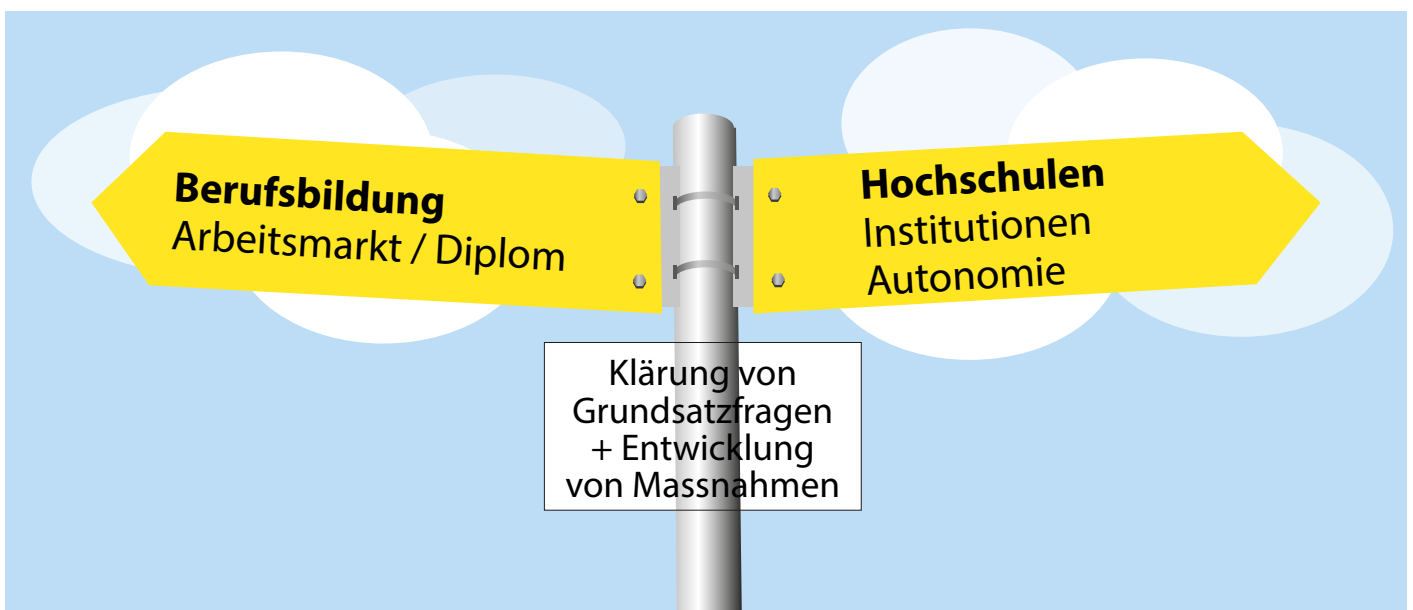 Berufsbildung
Arbeitsmarkt / Diplom
Hochschulen
Institutionen
Autonomie
Klärung von
Grundsatzfragen
+ Entwicklung
von Massnahmen